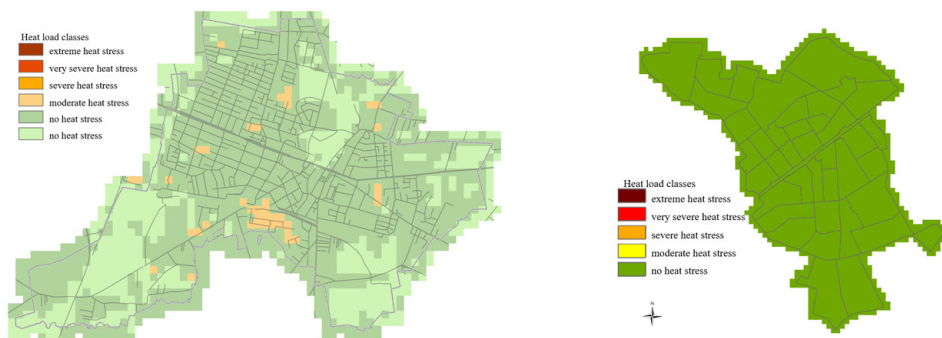 Heat load classes
extreme heat stress
very severe heat stress
severe heat stress
moderate heat stress
no heat stress
no heat stress
Heat load classes
extreme heat stress
very severe heat stress
severe heat stress
moderate heat stress
no heat stress
N